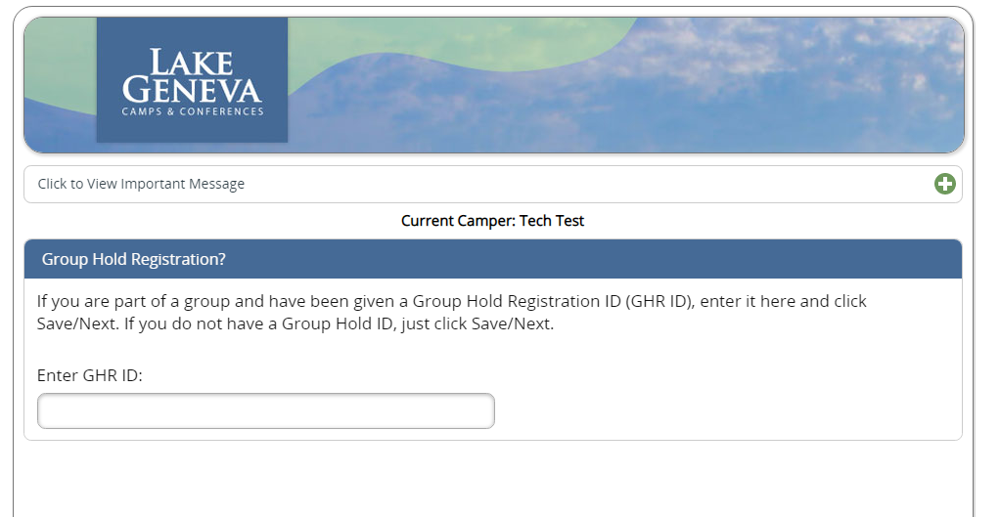 LAKE
GENEVA
CAMPS & CONFERENCES
Click to View Important Message
Current Camper: Tech Test
Group Hold Registration?
If you are part of a group and have been given a Group Hold Registration ID (GHR ID), enter it here and click
Save/Next. If you do not have a Group Hold ID, just click Save/Next.
Enter GHR ID: